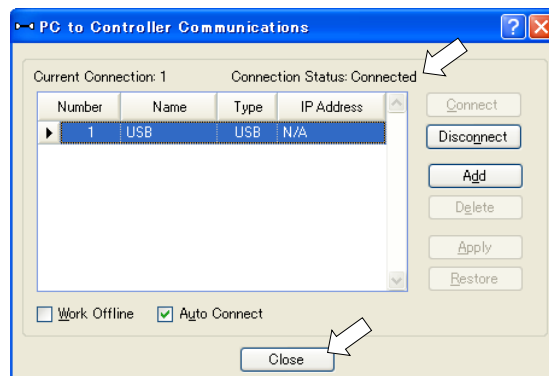 PC to Controller Communications
Current Connection: 1 Connection Status: Connected
Number Name Type IP Address Connect
1 USB USB N/A Disconnect
Add
Delete
Apply
Restore
Work Offline Auto Connect
Close